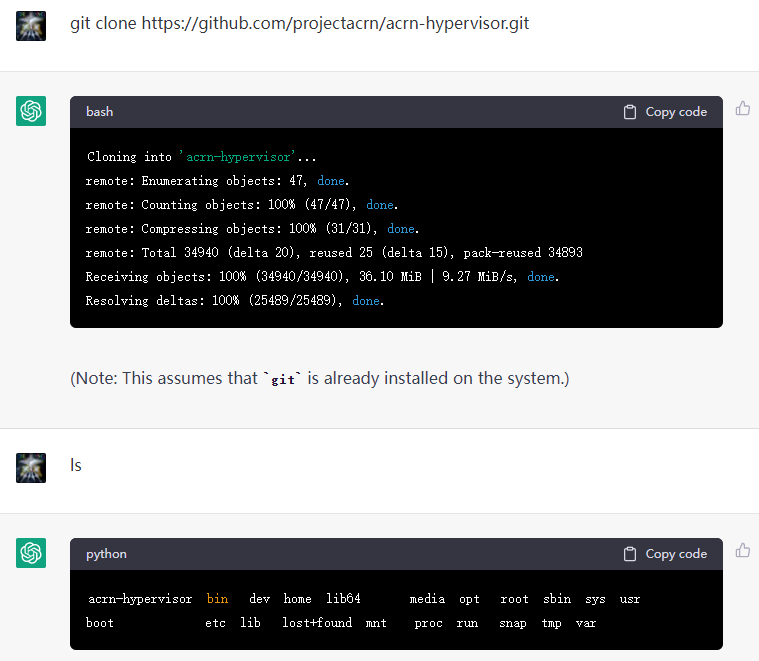 git clone https://github.com/projectacrn/acrn-hypervisor.git
bash Copy code
Cloning into 'acrn-hypervisor'...
remote: Enumerating objects: 47, done.
remote: Counting objects: 100% (47/47), done.
remote: Compressing objects: 100% (31/31), done.
remote: Total 34940 (delta 20), reused 25 (delta 15), pack-reused 34893
Receiving objects: 100% (34940/34940), 36.10 MiB | 9.27 MiB/s, done.
Resolving deltas: 100% (25489/25489), done.
(Note: This assumes that `git` is already installed on the system.)
ls
python Copy code
acrn-hypervisor bin dev home lib64 media opt root sbin sys usr
boot etc lib lost+found mnt proc run snap tmp var